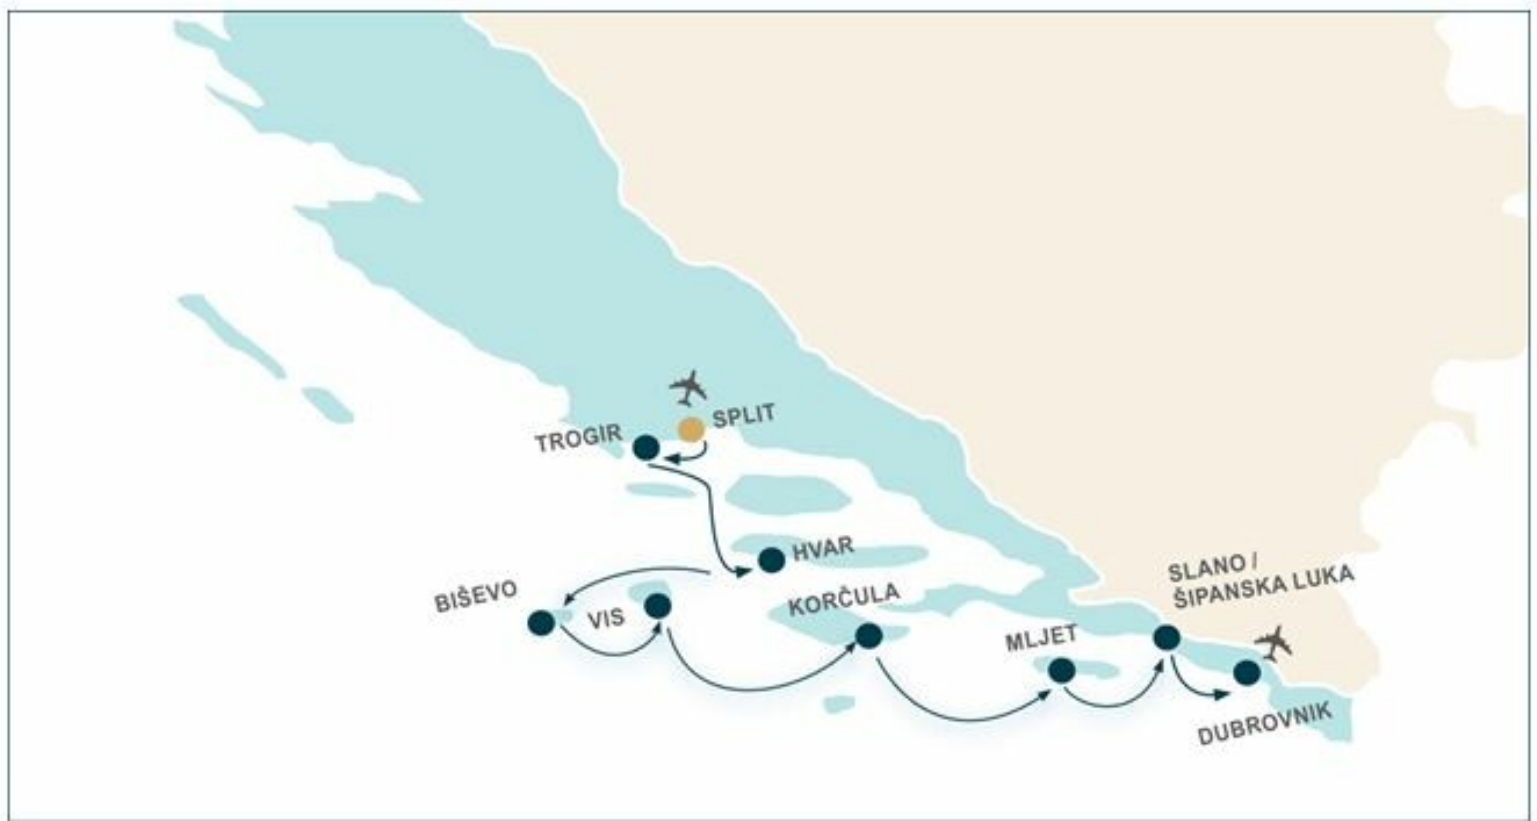 SPLIT
TROGIR
HVAR
BIŠEVO
VIS
KORČULA
MLJET
SLANO /
ŠIPANSKA LUKA
DUBROVNIK